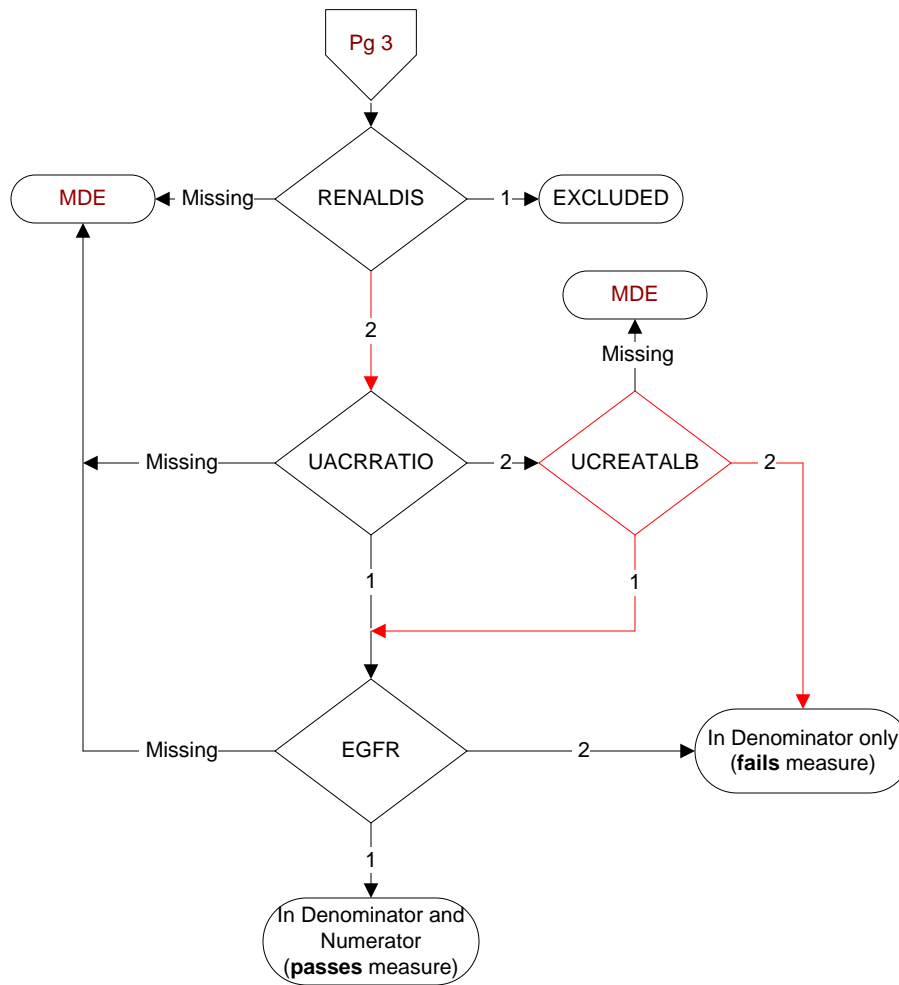 Pg 3
MDE
Missing
RENALDIS
1
EXCLUDED
2
MDE
Missing
Missing
UACRRATIO
2
UCREATALB
2
1
1
Missing
EGFR
2
In Denominator only
(fails measure)
1
In Denominator and
Numerator
(passes measure)